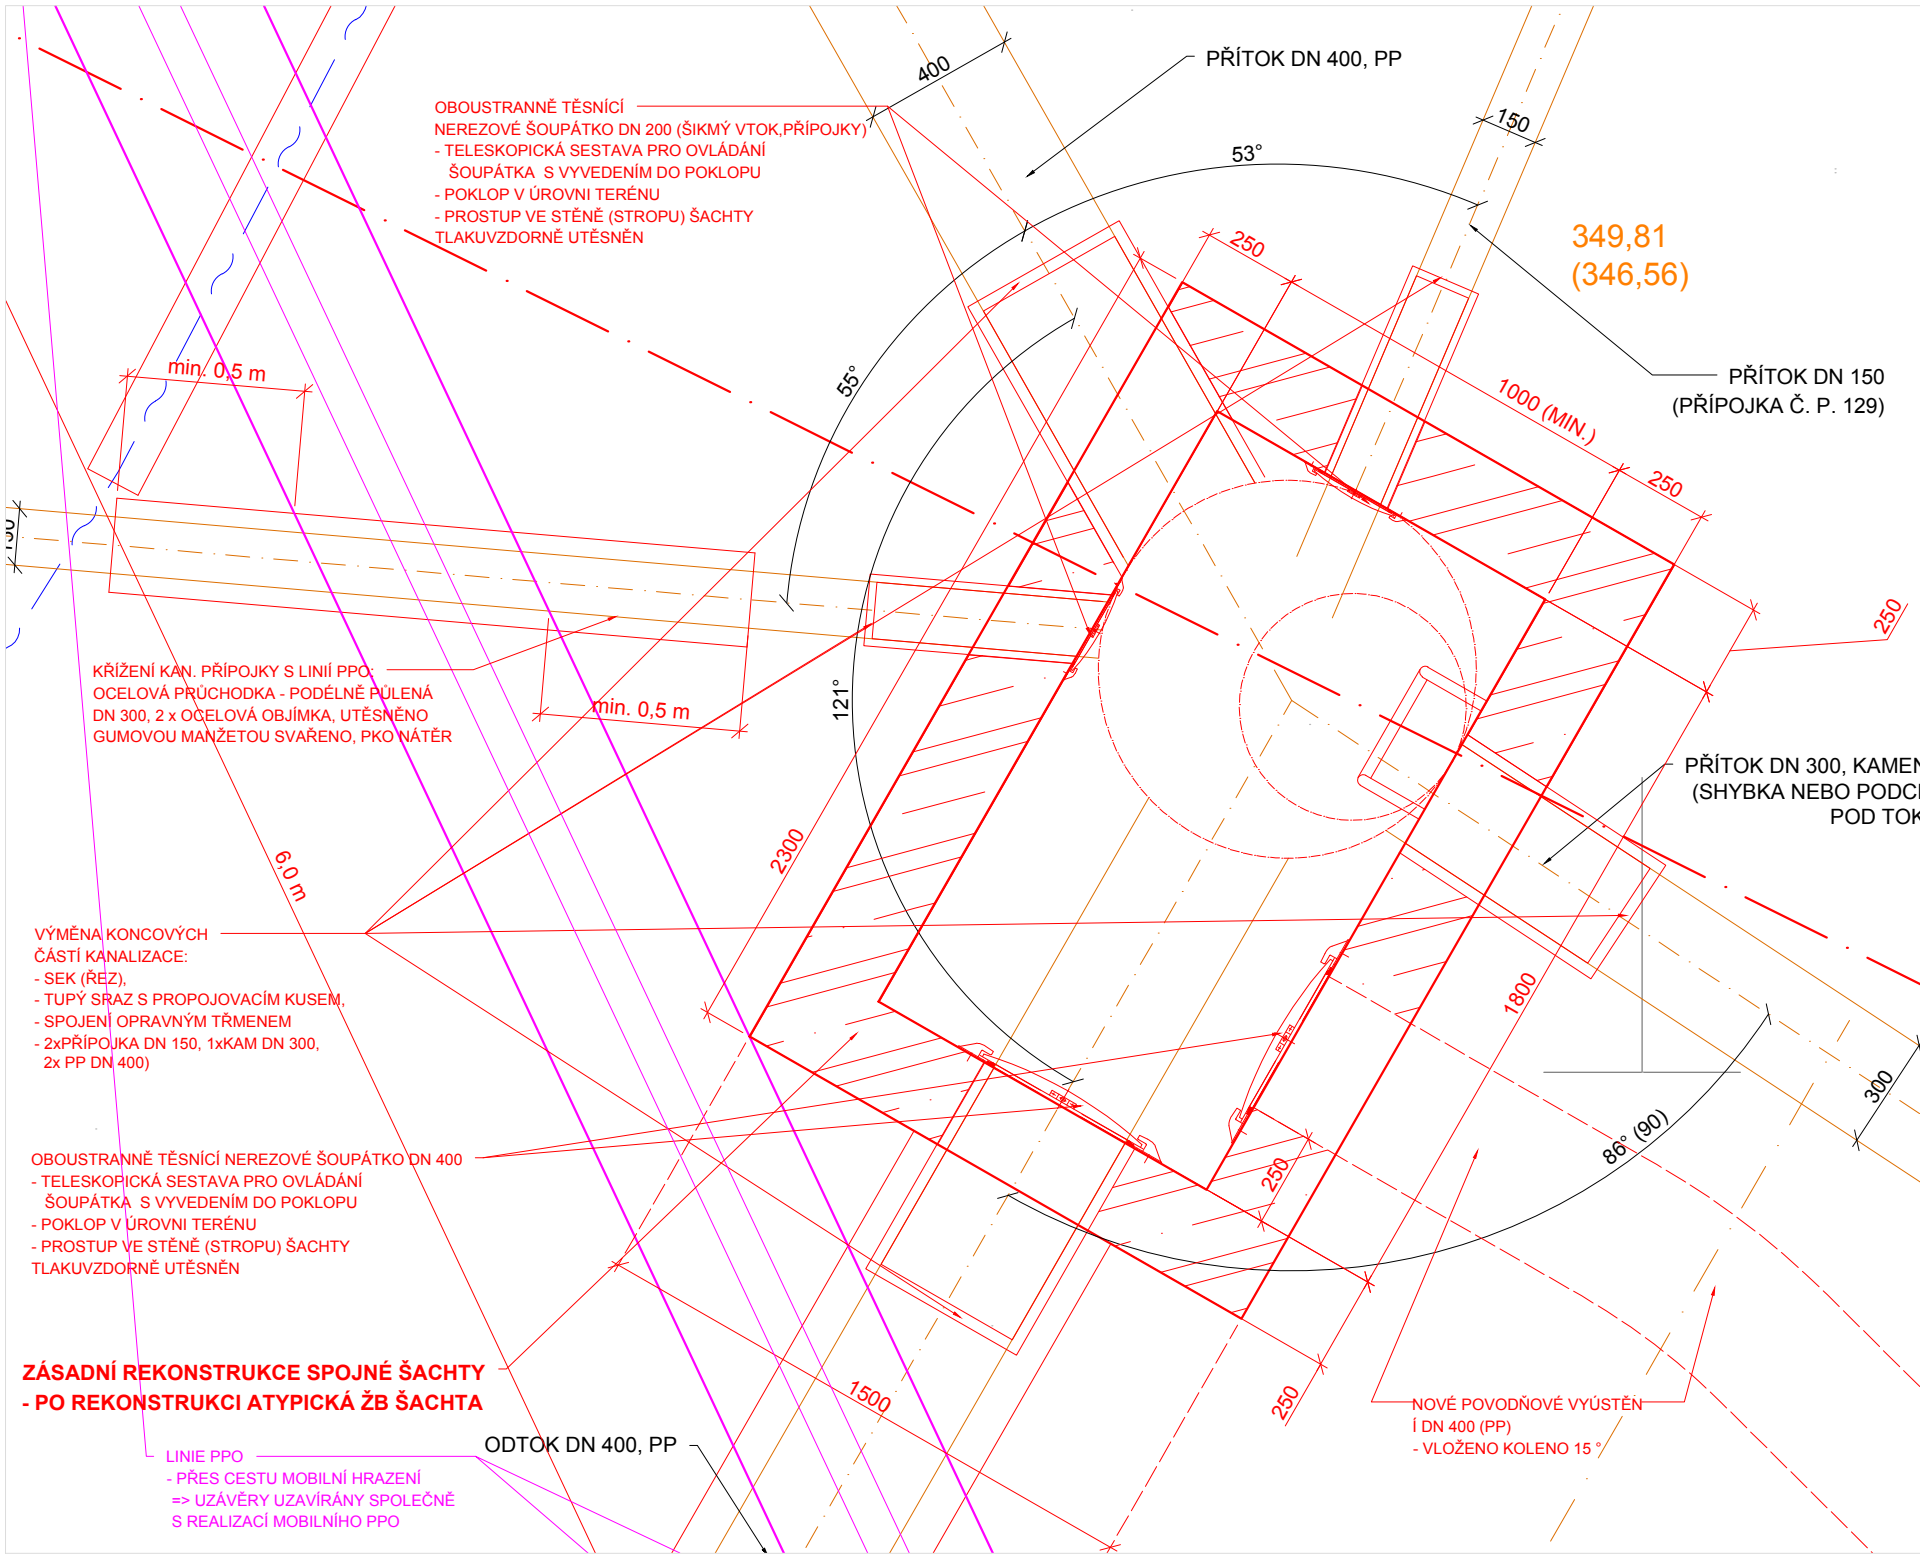 400
PŘÍTOK DN 400, PP
150
53°
OBOUSTRANNĚ TĚSNÍCÍ
NEREZOVÉ ŠOUPÁTKO DN 200 (ŠIKMÝ VTOK,PŘÍPOJKY)
- TELESKOPICKÁ SESTAVA PRO OVLÁDÁNÍ
ŠOUPÁTKA S VYVEDENÍM DO POKLOPU
- POKLOP V ÚROVNI TERÉNU
- PROSTUP VE STĚNĚ (STROPU) ŠACHTY
TLAKUVZDORNĚ UTĚSNĚN
250
349,81
(346,56)
min. 0,5 m
55°
1000 (MIN.)
PŘÍTOK DN 150
(PŘÍPOJKA Č. P. 129)
250
250
KŘÍŽENÍ KAN. PŘÍPOJKY S LINIÍ PPO:
OCELOVÁ PRŮCHODKA - PODÉLNĚ PŮLENÁ
DN 300, 2 x OCELOVÁ OBJÍMKA, UTĚSNĚNO
GUMOVOU MANŽETOU SVAŘENO, PKO NÁTĚR
min. 0,5 m
121°
PŘÍTOK DN 300, KAMEN
(SHYBKA NEBO PODC
POD TOK
6,0 m
2300
VÝMĚNA KONCOVÝCH
ČÁSTÍ KANALIZACE:
- SEK (ŘEZ),
- TUPÝ SRAZ S PROPOJOVACÍM KUSEM,
- SPOJENÍ OPRAVNÝM TŘMENEM
- 2xPŘÍPOJKA DN 150, 1xKAM DN 300,
2x PP DN 400)
1800
300
86° (90)
250
OBOUSTRANNĚ TĚSNÍCÍ NEREZOVÉ ŠOUPÁTKO DN 400
- TELESKOPICKÁ SESTAVA PRO OVLÁDÁNÍ
ŠOUPÁTKA S VYVEDENÍM DO POKLOPU
- POKLOP V ÚROVNI TERÉNU
- PROSTUP VE STĚNĚ (STROPU) ŠACHTY
TLAKUVZDORNĚ UTĚSNĚN
ZÁSADNÍ REKONSTRUKCE SPOJNÉ ŠACHTY
- PO REKONSTRUKCI ATYPICKÁ ŽB ŠACHTA
1500
250
NOVÉ POVODŇOVÉ VYÚSTĚN
Í DN 400 (PP)
- VLOŽENO KOLENO 15 °
ODTOK DN 400, PP
LINIE PPO
- PŘES CESTU MOBILNÍ HRAZENÍ
=> UZÁVĚRY UZAVÍRÁNY SPOLEČNĚ
S REALIZACÍ MOBILNÍHO PPO